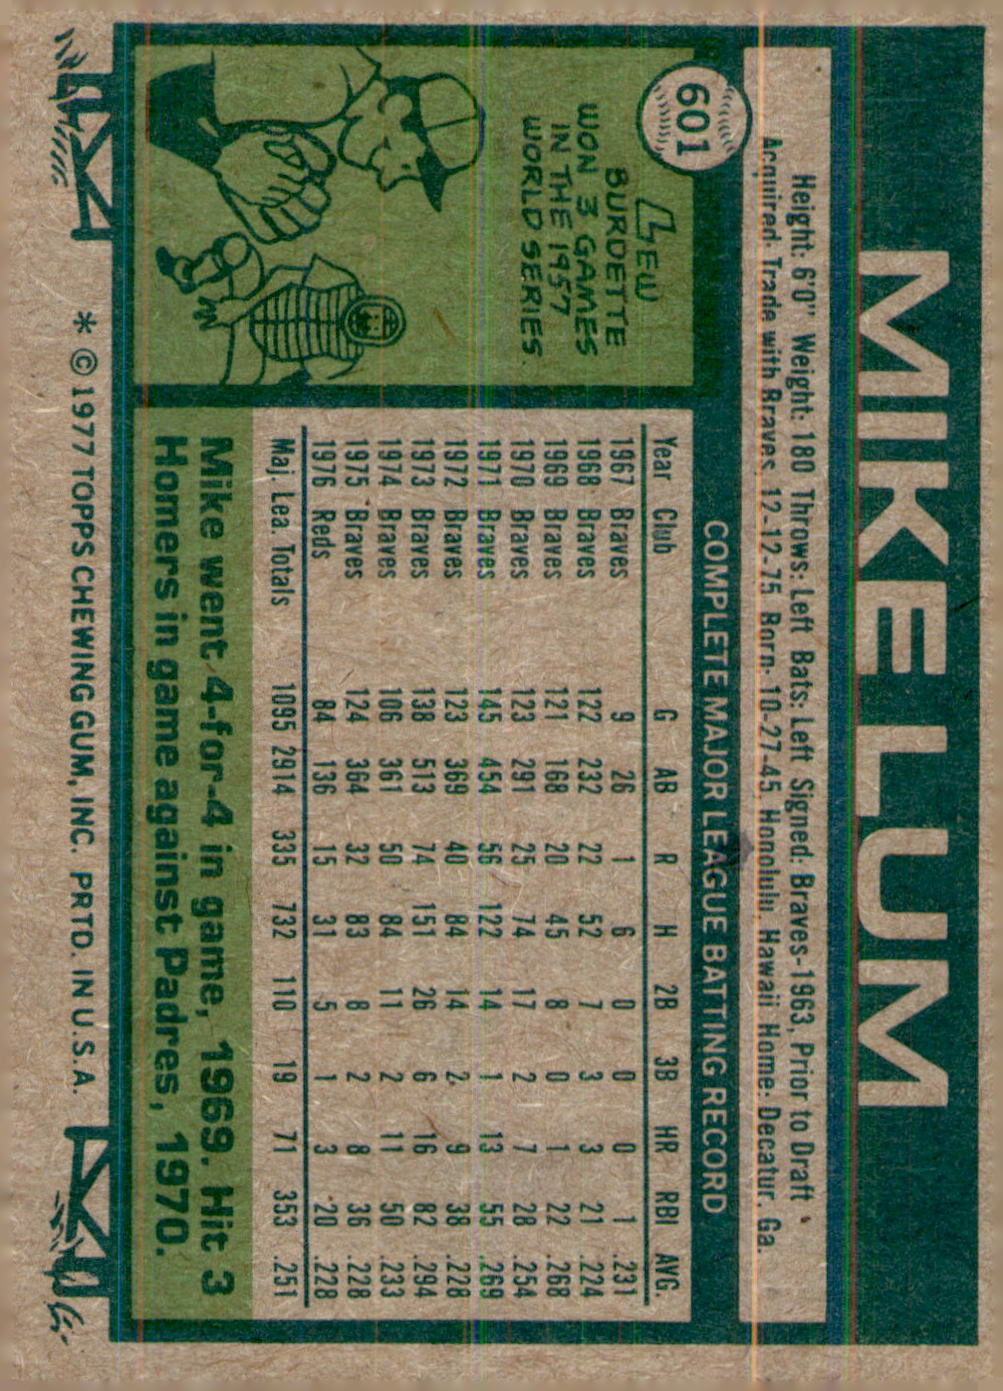 MIKE LUM
Height: 6'0" Weight: 180 Throws: Left Bats: Left Signed: Braves-1963, Prior to Draft
Acquired: Trade with Braves, 12-12-75 Born: 10-27-45, Honolulu, Hawaii Home: Decatur, Ga.
601
LEW
BURDETTE
WON 3 GAMES
IN THE 1957
WORLD SERIES.
COMPLETE MAJOR LEAGUE BATTING RECORD
Year Club G AB R H 2B 3B HR RBI AVG.
1967 Braves 9 26 1 6 0 0 0 1 .231
1968 Braves 122 232 22 52 7 3 3 21 .224
1969 Braves 121 168 20 45 8 0 1 22 .268
1970 Braves 123 291 25 74 17 2 7 28 .254
1971 Braves 145 454 56 122 14 1 13 55 .269
1972 Braves 123 369 40 84 14 2 9 38 .228
1973 Braves 138 513 74 151 26 6 16 82 .294
1974 Braves 106 361 50 84 11 2 11 50 .233
1975 Braves 124 364 32 83 8 2 8 36 .228
1976 Reds 84 136 15 31 5 1 3 20 .228
Maj. Lea. Totals 1095 2914 335 732 110 19 71 353 .251
Mike went 4-for-4 in game, 1969. Hit 3
Homers in game against Padres, 1970.
* © 1977 TOPPS CHEWING GUM, INC. PRTD. IN U.S.A.